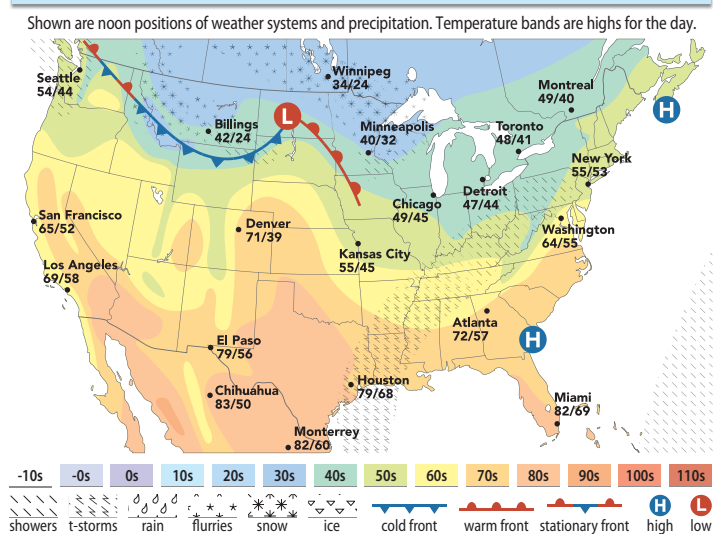 Shown are noon positions of weather systems and precipitation. Temperature bands are highs for the day.
Seattle
54/44
Winnipeg
34/24
Montreal
49/40
H
L
Billings
42/24
Minneapolis
40/32
Toronto
48/41
New York
55/53
Detroit
47/44
Chicago
49/45
San Francisco
65/52
Denver
71/39
Washington
64/55
Kansas City
55/45
Los Angeles
69/58
Atlanta
72/57
H
El Paso
79/56
Houston
79/68
Chihuahua
83/50
Miami
82/69
Monterrey
82/60
-10s -0s 0s 10s 20s 30s 40s 50s 60s 70s 80s 90s 100s 110s
H L
showers t-storms rain flurries snow ice cold front warm front stationary front high low